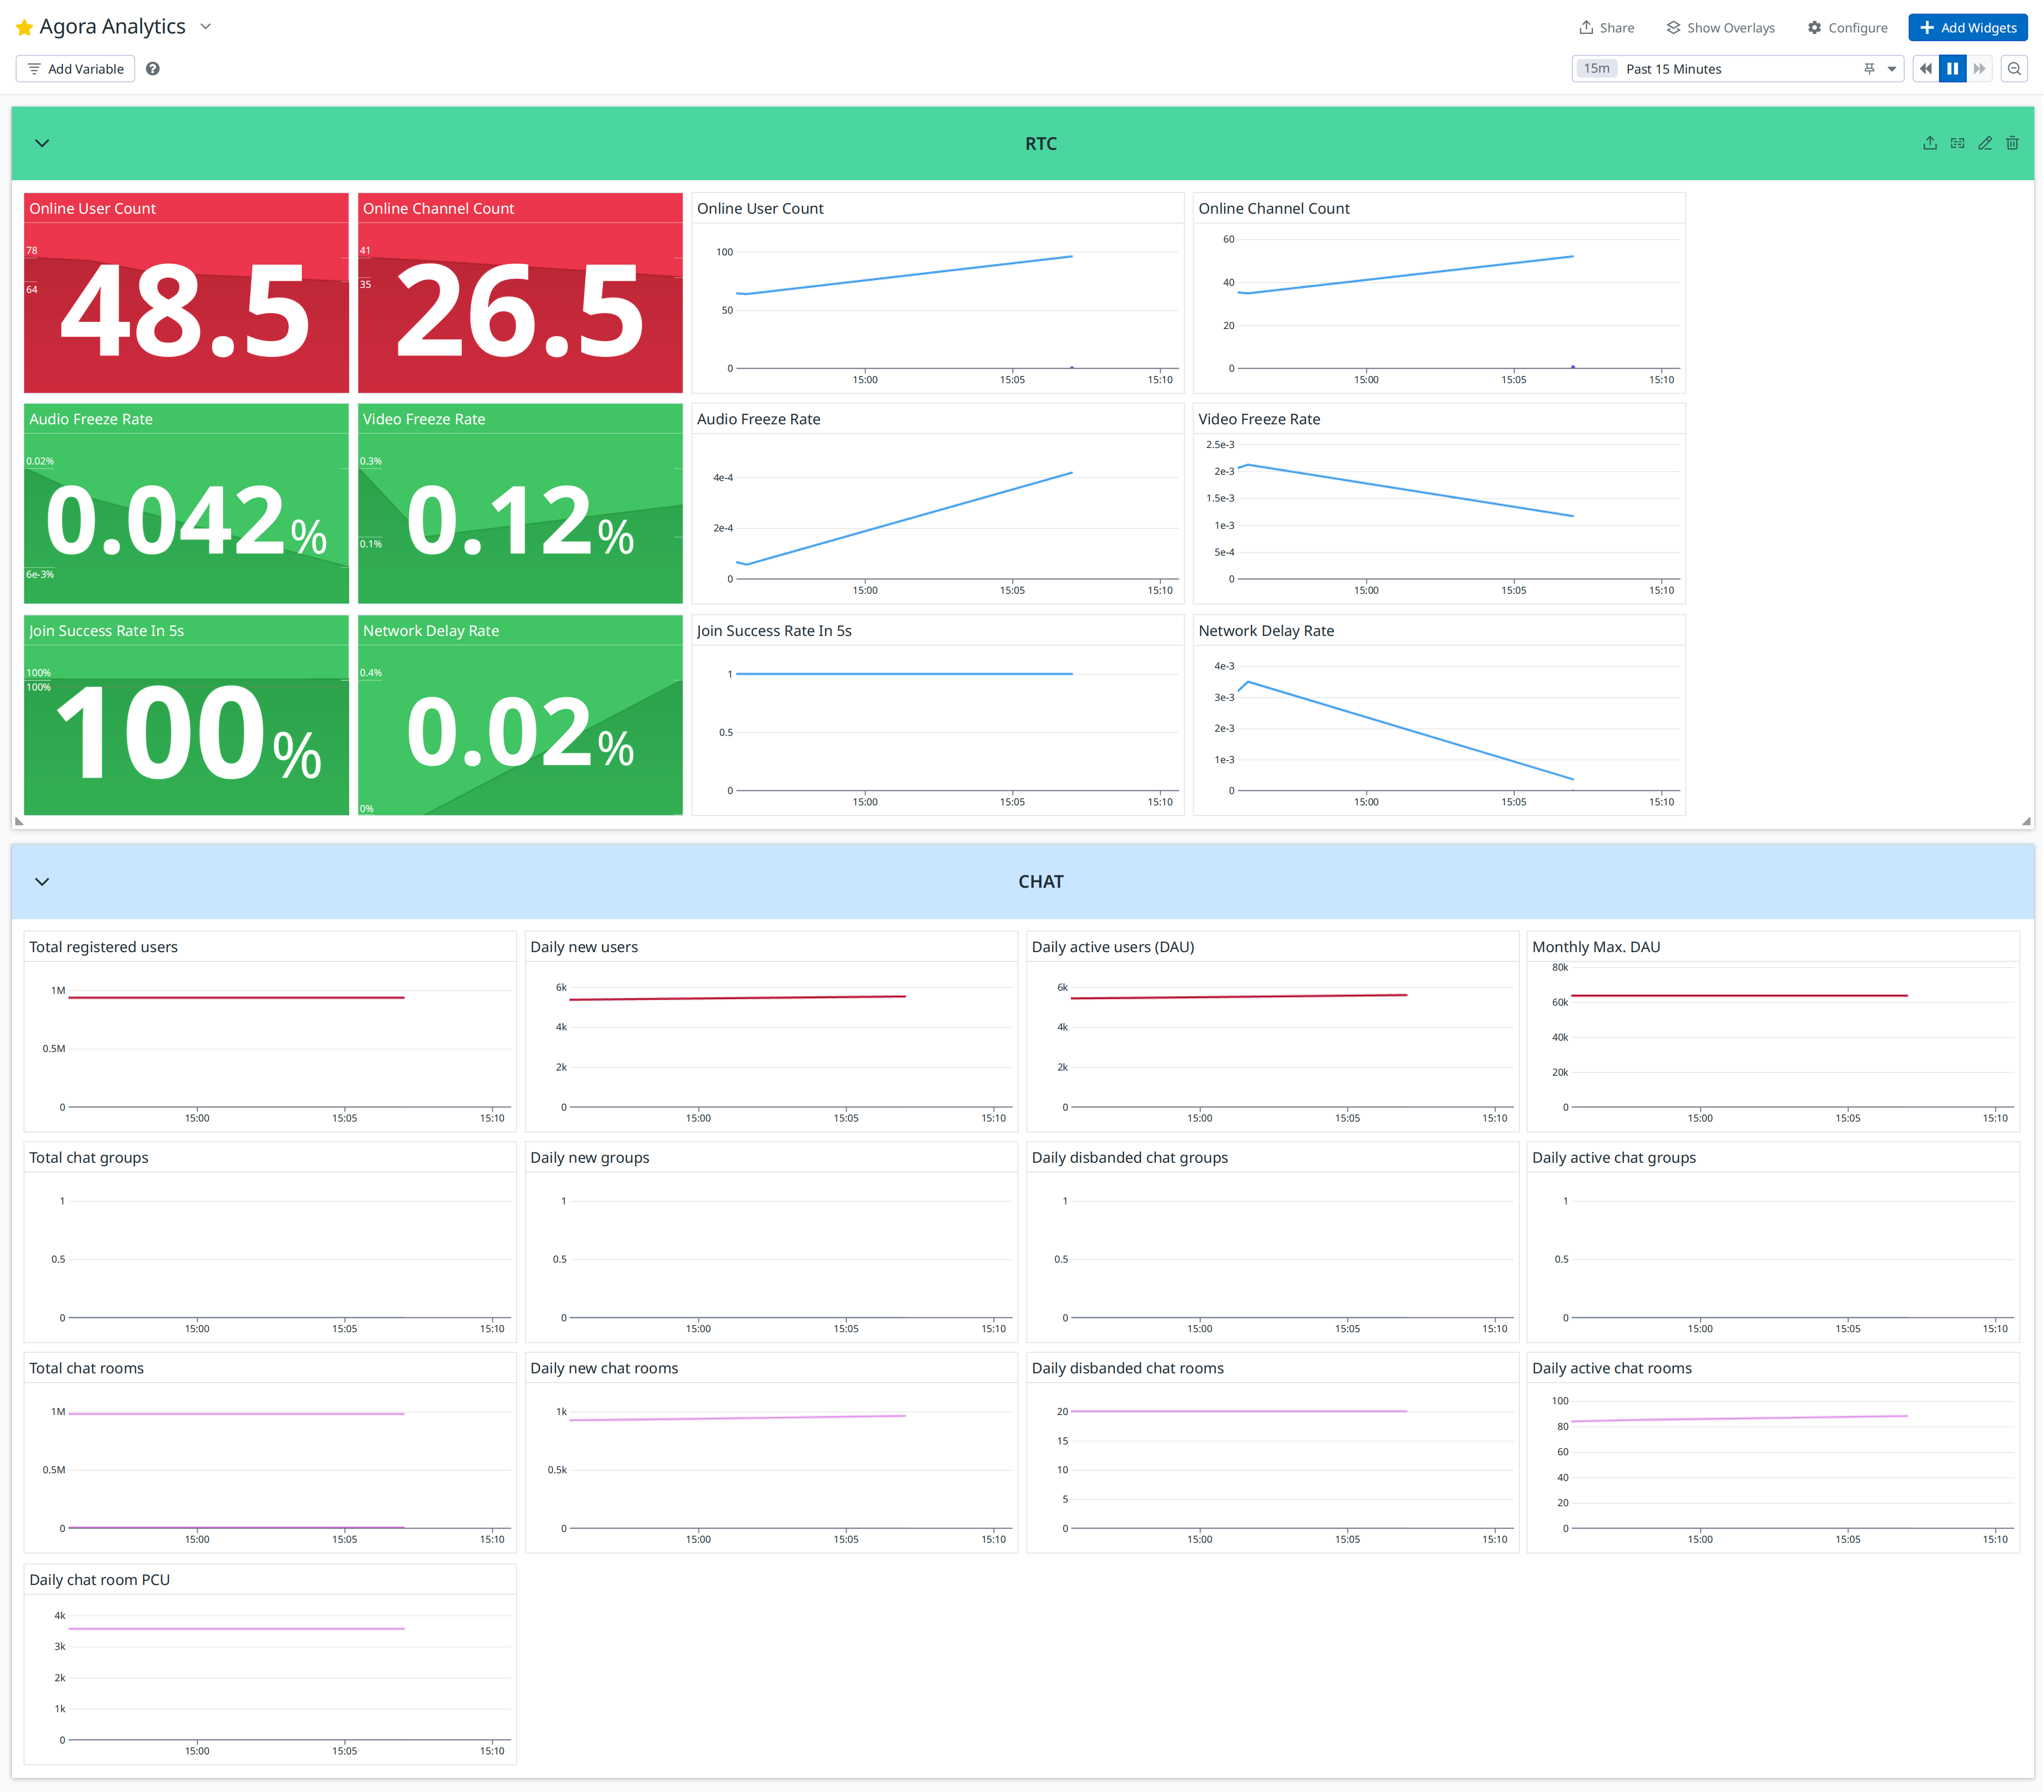 Agora Analytics
Share
Show Overlays
Configure
Add Widgets
Add Variable
15m Past 15 Minutes
RTC
Online User Count
78
64
48.5
Online Channel Count
41
35
26.5
Online User Count
100
50
0
15:00 15:05 15:10
Online Channel Count
60
40
20
0
15:00 15:05 15:10
Audio Freeze Rate
0.02%
6e-3%
0.042%
Video Freeze Rate
0.3%
0.1%
0.12%
Audio Freeze Rate
4e-4
2e-4
0
15:00 15:05 15:10
Video Freeze Rate
2.5e-3
2e-3
1.5e-3
1e-3
5e-4
0
15:00 15:05 15:10
Join Success Rate In 5s
100%
100%
100%
Network Delay Rate
0.4%
0%
0.02%
Join Success Rate In 5s
1
0.5
0
15:00 15:05 15:10
Network Delay Rate
4e-3
3e-3
2e-3
1e-3
0
15:00 15:05 15:10
CHAT
Total registered users
1M
0.5M
0
15:00 15:05 15:10
Daily new users
6k
4k
2k
0
15:00 15:05 15:10
Daily active users (DAU)
6k
4k
2k
0
15:00 15:05 15:10
Monthly Max. DAU
80k
60k
40k
20k
0
15:00 15:05 15:10
Total chat groups
1
0.5
0
15:00 15:05 15:10
Daily new groups
1
0.5
0
15:00 15:05 15:10
Daily disbanded chat groups
1
0.5
0
15:00 15:05 15:10
Daily active chat groups
1
0.5
0
15:00 15:05 15:10
Total chat rooms
1M
0.5M
0
15:00 15:05 15:10
Daily new chat rooms
1k
0.5k
0
15:00 15:05 15:10
Daily disbanded chat rooms
20
15
10
5
0
15:00 15:05 15:10
Daily active chat rooms
100
80
60
40
20
0
15:00 15:05 15:10
Daily chat room PCU
4k
3k
2k
1k
0
15:00 15:05 15:10